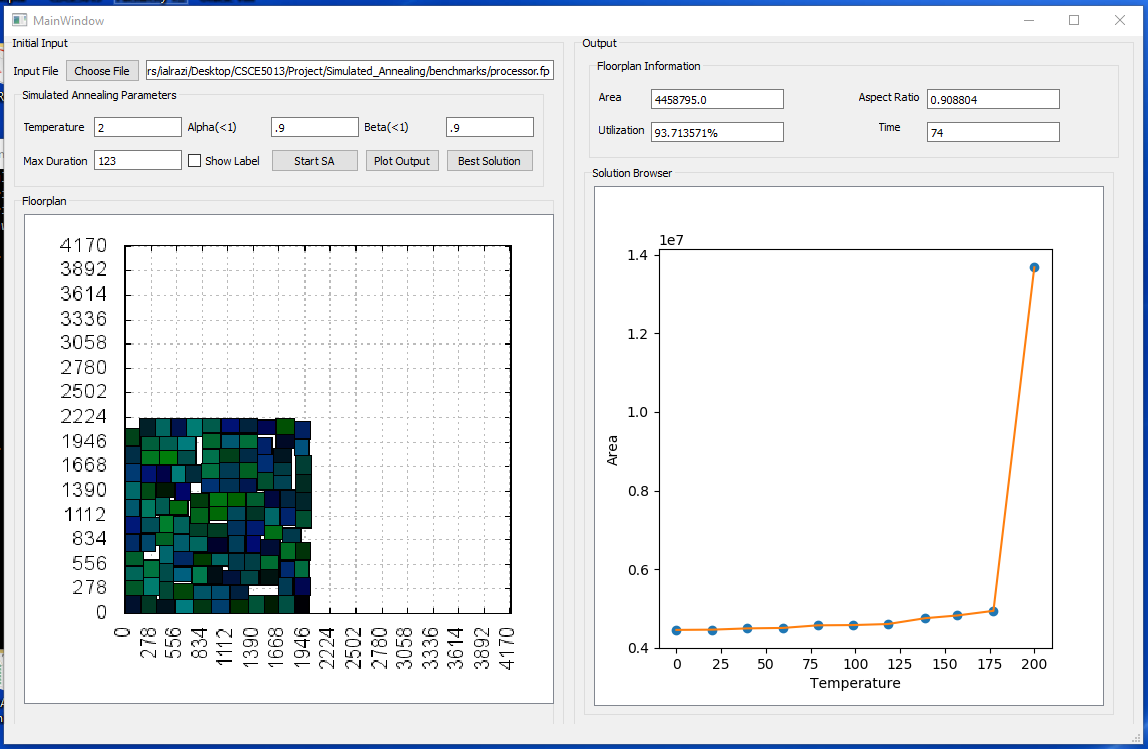 MainWindow
Initial Input
Input File Choose File rs/ialrazi/Desktop/CSCE5013/Project/Simulated_Annealing/benchmarks/processor.fp
Simulated Annealing Parameters
Temperature 2 Alpha(<1) .9 Beta(<1) .9
Max Duration 123 Show Label Start SA Plot Output Best Solution
Floorplan
4170
3892
3614
3336
3058
2780
2502
2224
1946
1668
1390
1112
834
556
278
0
0 278 556 834 1112 1390 1668 1946 2224 2502 2780 3058 3336 3614 3892 4170
Output
Floorplan Information
Area 4458795.0 Aspect Ratio 0.908804
Utilization 93.713571% Time 74
Solution Browser
1e7
1.4
1.2
1.0
0.8
0.6
0.4
Area
0 25 50 75 100 125 150 175 200
Temperature